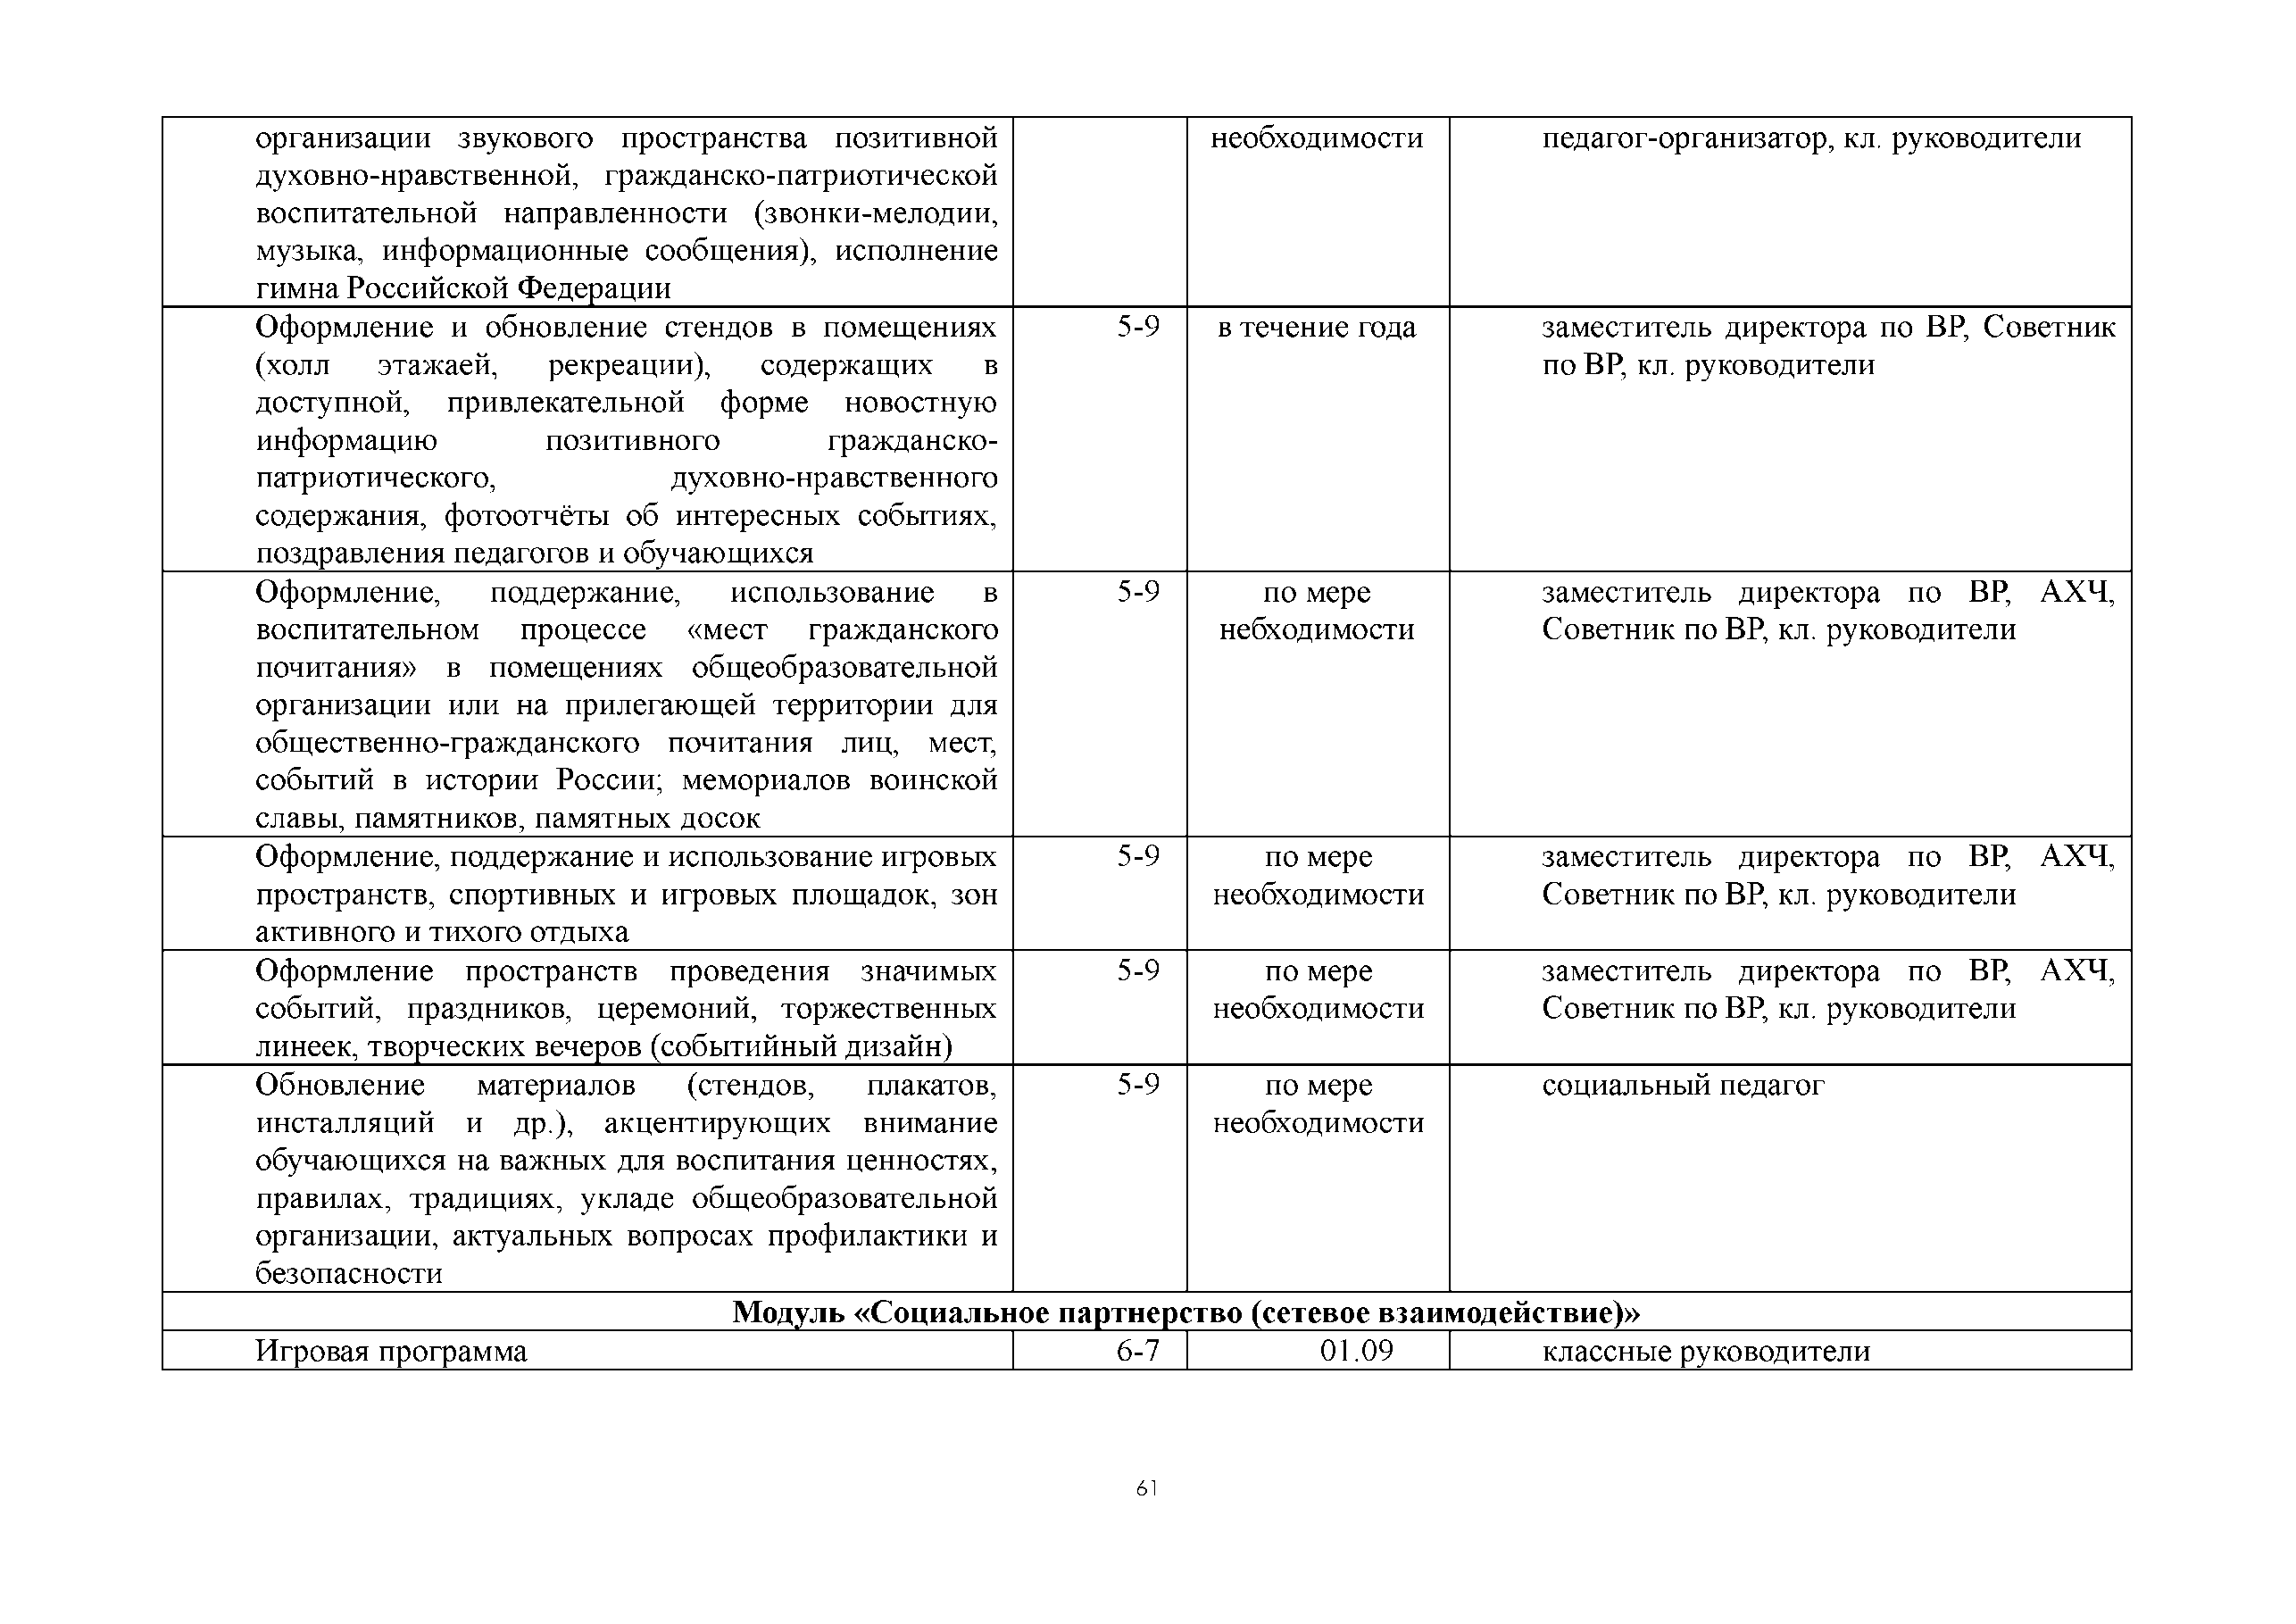 организации звукового пространства позитивной необходимости педагог-организатор, кл. руководители
духовно-нравственной, гражданско-патриотической
воспитательной направленности (звонки-мелодии,
музыка, информационные сообщения), исполнение
гимна Российской Федерации
Оформление и обновление стендов в помещениях 5-9 в течение года заместитель директора по ВР, Советник
(холл этажаей, рекреации), содержащих в по ВР, кл. руководители
доступной, привлекательной форме новостную
информацию позитивного гражданско-
патриотического, духовно-нравственного
содержания, фотоотчёты об интересных событиях,
поздравления педагогов и обучающихся
Оформление, поддержание, использование в 5-9 по мере заместитель директора по ВР, АХЧ,
воспитательном процессе «мест гражданского небходимости Советник по ВР, кл. руководители
почитания» в помещениях общеобразовательной
организации или на прилегающей территории для
общественно-гражданского почитания лиц, мест,
событий в истории России; мемориалов воинской
славы, памятников, памятных досок
Оформление, поддержание и использование игровых 5-9 по мере заместитель директора по ВР, АХЧ,
пространств, спортивных и игровых площадок, зон необходимости Советник по ВР, кл. руководители
активного и тихого отдыха
Оформление пространств проведения значимых 5-9 по мере заместитель директора по ВР, АХЧ,
событий, праздников, церемоний, торжественных необходимости Советник по ВР, кл. руководители
линеек, творческих вечеров (событийный дизайн)
Обновление материалов (стендов, плакатов, 5-9 по мере социальный педагог
инсталляций и др.), акцентирующих внимание необходимости
обучающихся на важных для воспитания ценностях,
правилах, традициях, укладе общеобразовательной
организации, актуальных вопросах профилактики и
безопасности
Модуль «Социальное партнерство (сетевое взаимодействие)»
Игровая программа 6-7 01.09 классные руководители
61